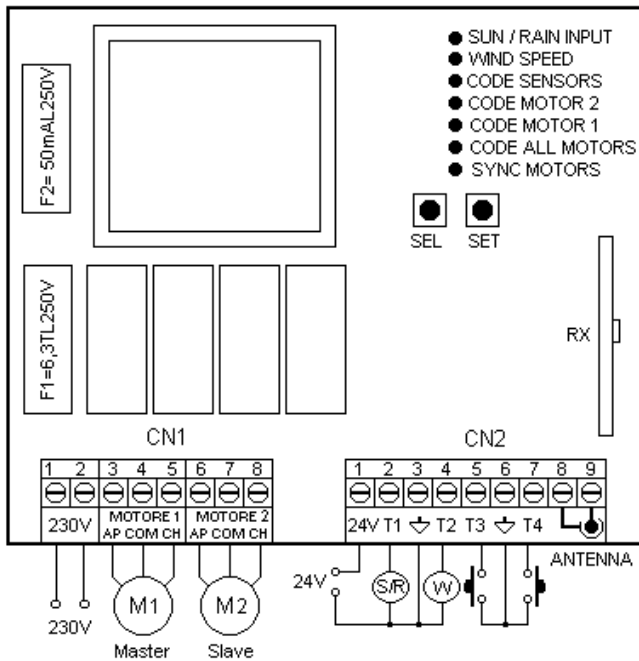 SUN / RAIN INPUT
WIND SPEED
CODE SENSORS
CODE MOTOR 2
CODE MOTOR 1
CODE ALL MOTORS
SYNC MOTORS
F2= 50mAL250V
SEL SET
F1=6,3TL250V
RX
CN1 CN2
1 2 3 4 5 6 7 8 1 2 3 4 5 6 7 8 9
230V MOTORE 1 MOTORE 2
AP COM CH AP COM CH
24V T1 T2 T3 T4
ANTENNA
230V M1 M2 24V S/R W
Master Slave